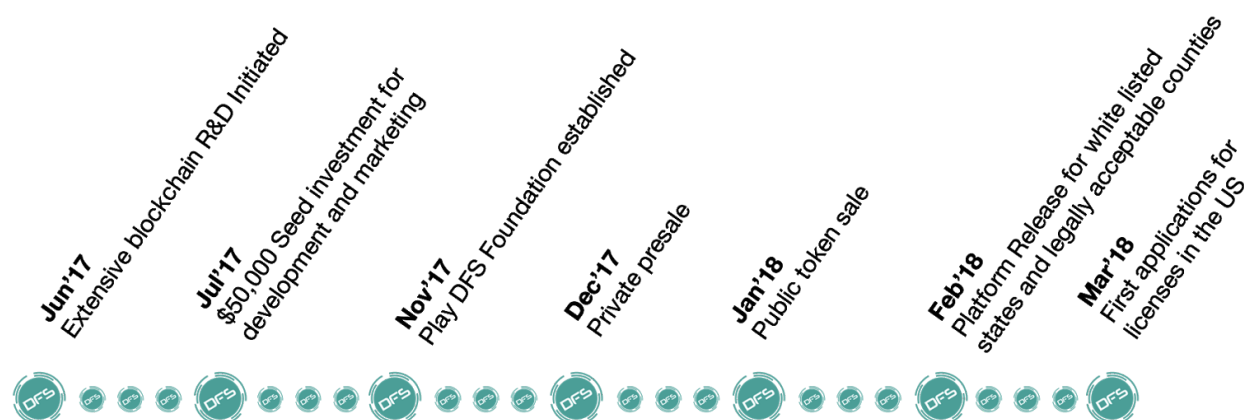 Jun'17
Extensive blockchain R&D Initiated
Jul'17
$50,000 Seed investment for
development and marketing
Nov'17
Play DFS Foundation established
Dec'17
Private presale
Jan'18
Public token sale
Feb'18
Platform Release for white listed
states and legally acceptable counties
Mar'18
First applications for
licenses in the US
DFS
DFS
DFS
DFS
DFS
DFS
DFS